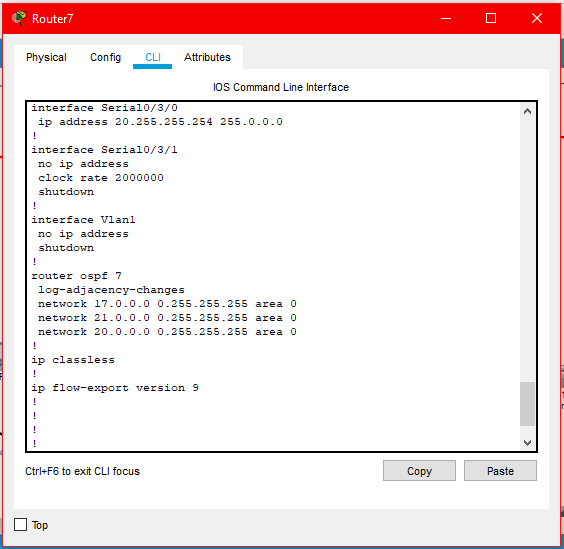 Router7
Physical Config CLI Attributes
IOS Command Line Interface
interface Serial0/3/0
ip address 20.255.255.254 255.0.0.0
!
interface Serial0/3/1
no ip address
clock rate 2000000
shutdown
!
interface Vlan1
no ip address
shutdown
!
router ospf 7
log-adjacency-changes
network 17.0.0.0 0.255.255.255 area 0
network 21.0.0.0 0.255.255.255 area 0
network 20.0.0.0 0.255.255.255 area 0
!
ip classless
!
ip flow-export version 9
!
!
!
!
Ctrl+F6 to exit CLI focus
Copy Paste
Top